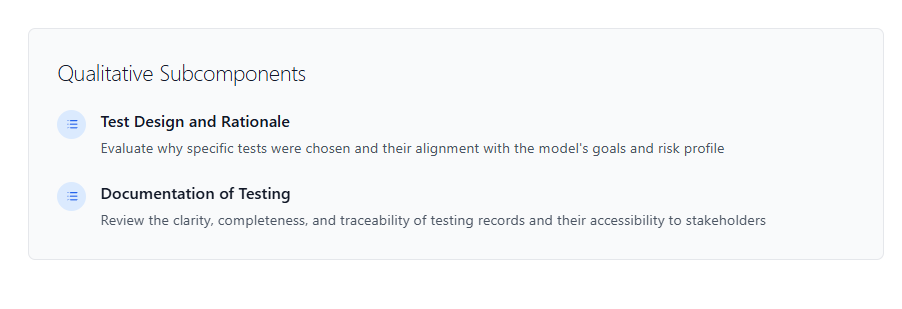 Qualitative Subcomponents
Test Design and Rationale
Evaluate why specific tests were chosen and their alignment with the model's goals and risk profile
Documentation of Testing
Review the clarity, completeness, and traceability of testing records and their accessibility to stakeholders